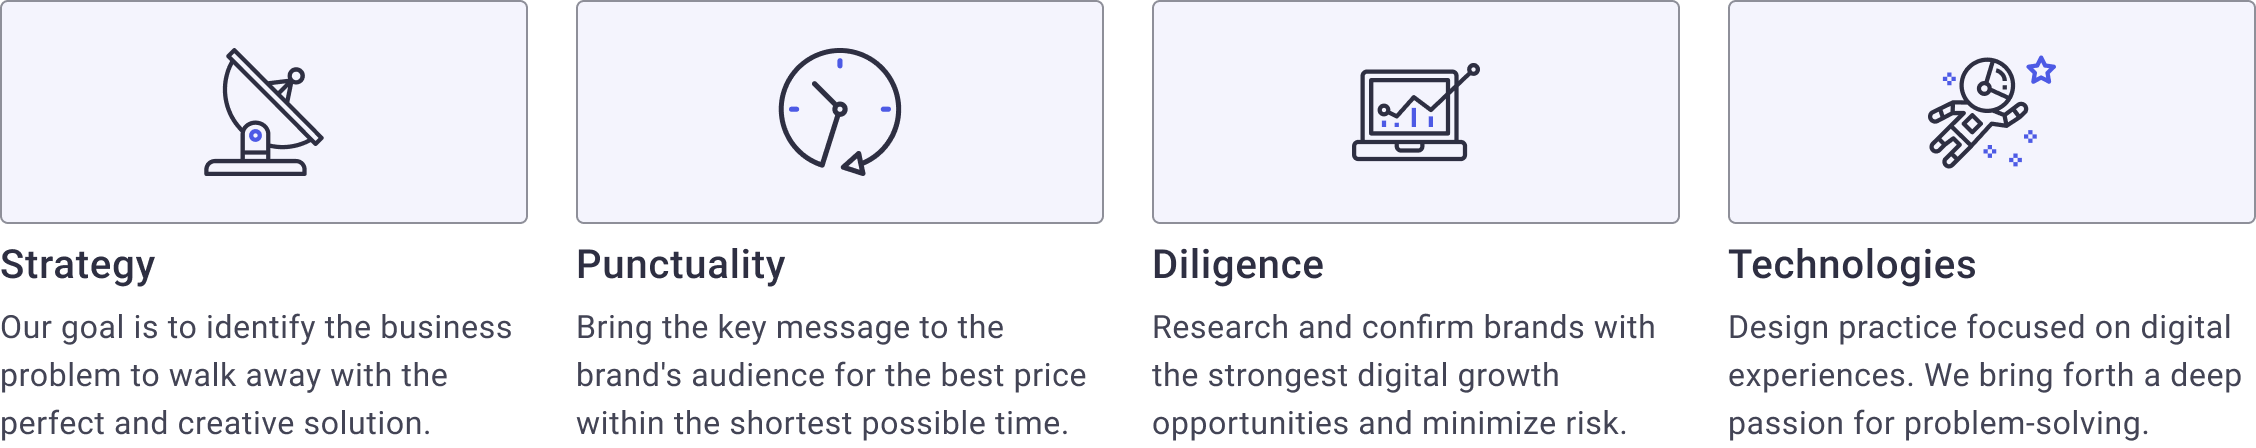 Strategy
Our goal is to identify the business
problem to walk away with the
perfect and creative solution.
Punctuality
Bring the key message to the
brand's audience for the best price
within the shortest possible time.
Diligence
Research and confirm brands with
the strongest digital growth
opportunities and minimize risk.
Technologies
Design practice focused on digital
experiences. We bring forth a deep
passion for problem-solving.